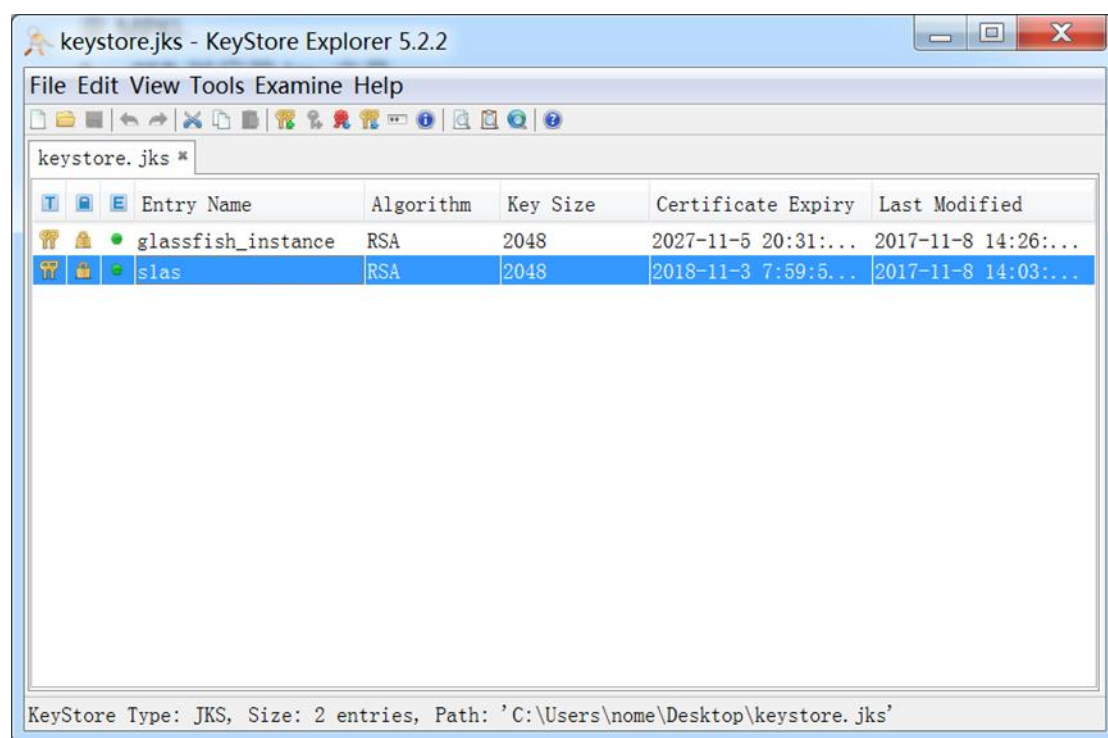 keystore.jks - KeyStore Explorer 5.2.2
File Edit View Tools Examine Help
keystore.jks
T E Entry Name Algorithm Key Size Certificate Expiry Last Modified
glassfish_instance RSA 2048 2027-11-5 20:31:... 2017-11-8 14:26:...
slas RSA 2048 2018-11-3 7:59:5... 2017-11-8 14:03:...
KeyStore Type: JKS, Size: 2 entries, Path: 'C:\Users\nome\Desktop\keystore.jks'